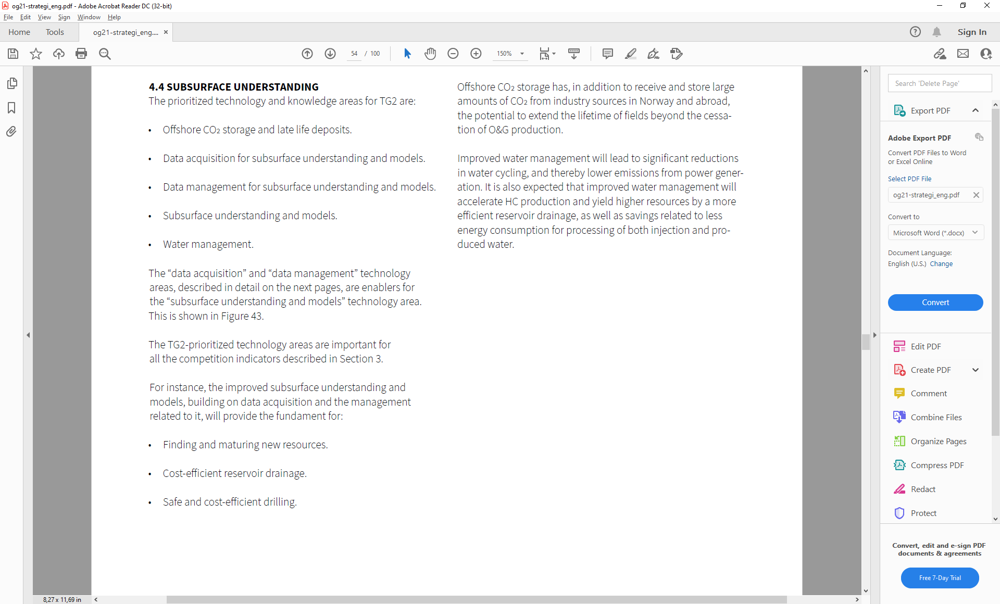 og21-strategi_eng.pdf - Adobe Acrobat Reader DC (32-bit)
File Edit View Sign Window Help
Home Tools og21-strategi_eng.... × Sign In
54 / 100 150%
4.4 SUBSURFACE UNDERSTANDING
The prioritized technology and knowledge areas for TG2 are:
• Offshore CO₂ storage and late life deposits.
• Data acquisition for subsurface understanding and models.
• Data management for subsurface understanding and models.
• Subsurface understanding and models.
• Water management.
The “data acquisition” and “data management” technology
areas, described in detail on the next pages, are enablers for
the “subsurface understanding and models” technology area.
This is shown in Figure 43.
The TG2-prioritized technology areas are important for
all the competition indicators described in Section 3.
For instance, the improved subsurface understanding and
models, building on data acquisition and the management
related to it, will provide the fundament for:
• Finding and maturing new resources.
• Cost-efficient reservoir drainage.
• Safe and cost-efficient drilling.
Offshore CO₂ storage has, in addition to receive and store large
amounts of CO₂ from industry sources in Norway and abroad,
the potential to extend the lifetime of fields beyond the cessa-
tion of O&G production.
Improved water management will lead to significant reductions
in water cycling, and thereby lower emissions from power gener-
ation. It is also expected that improved water management will
accelerate HC production and yield higher resources by a more
efficient reservoir drainage, as well as savings related to less
energy consumption for processing of both injection and pro-
duced water.
Search 'Delete Page'
Export PDF
Adobe Export PDF
Convert PDF Files to Word
or Excel Online
Select PDF File
og21-strategi_eng.pdf
Convert to
Microsoft Word (*.docx)
Document Language:
English (U.S.) Change
Convert
Edit PDF
Create PDF
Comment
Combine Files
Organize Pages
Compress PDF
Redact
Protect
Convert, edit and e-sign PDF
documents & agreements
Free 7-Day Trial
8,27 x 11,69 in